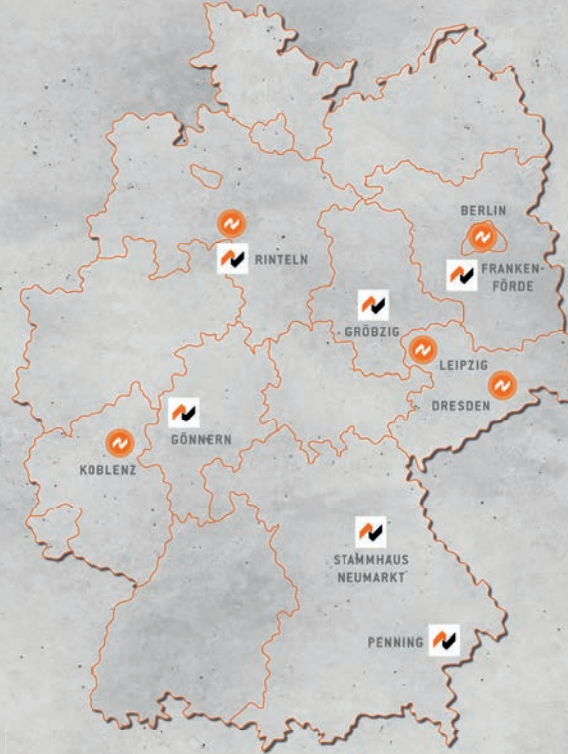 BERLIN
RINTELN
FRANKEN-
FÖRDE
GRÖBZIG
LEIPZIG
DRESDEN
GÖNNERN
KOBLENZ
STAMMHAUS
NEUMARKT
PENNING